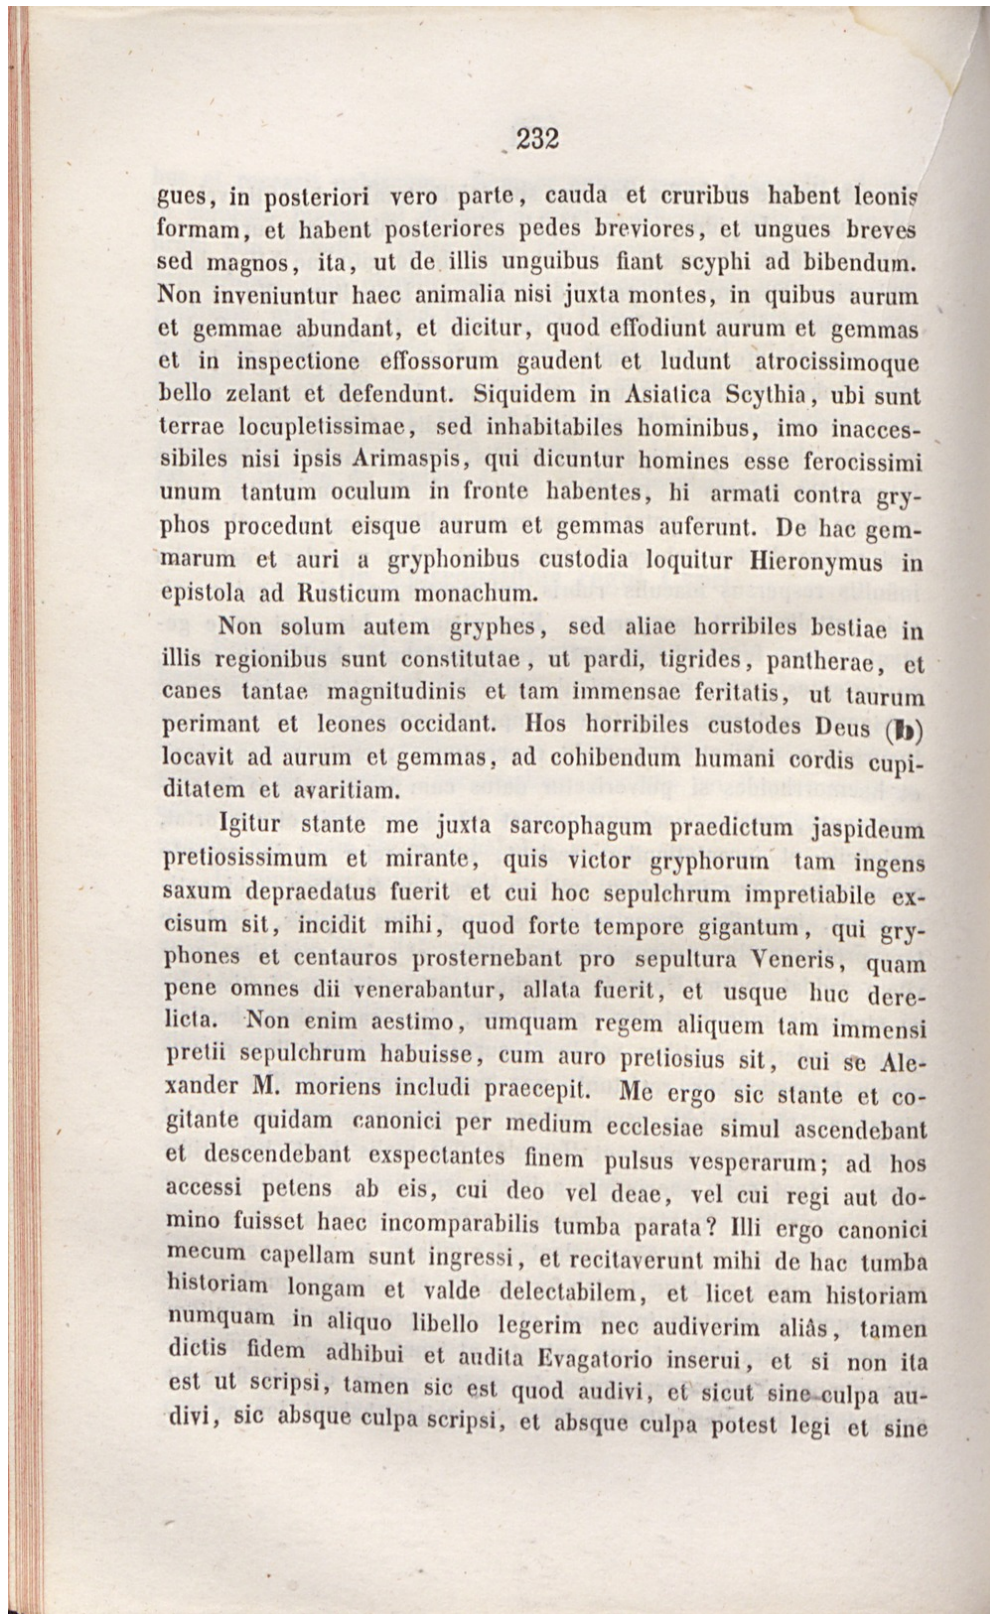 232
gues, in posteriori vero parte, cauda et cruribus habent leonis
formam, et habent posteriores pedes breviores, et ungues breves
sed magnos, ita, ut de illis unguibus fiant scyphi ad bibendum.
Non inveniuntur haec animalia nisi juxta montes, in quibus aurum
et gemmae abundant, et dicitur, quod effodiunt aurum et gemmas
et in inspectione effossorum gaudent et ludunt atrocissimoque
bello zelant et defendunt. Siquidem in Asiatica Scythia, ubi sunt
terrae locupletissimae, sed inhabitabiles hominibus, imo inacces-
sibiles nisi ipsis Arimaspis, qui dicuntur homines esse ferocissimi
unum tantum oculum in fronte habentes, hi armati contra gry-
phos procedunt eisque aurum et gemmas auferunt. De hac gem-
marum et auri a gryphonibus custodia loquitur Hieronymus in
epistola ad Rusticum monachum.
Non solum autem gryphes, sed aliae horribiles bestiae in
illis regionibus sunt constitutae, ut pardi, tigrides, pantherae, et
canes tantae magnitudinis et tam immensae feritatis, ut taurum
perimant et leones occidant. Hos horribiles custodes Deus (b)
locavit ad aurum et gemmas, ad cohibendum humani cordis cupi-
ditatem et avaritiam.
Igitur stante me juxta sarcophagum praedictum jaspideum
pretiosissimum et mirante, quis victor gryphorum tam ingens
saxum depraedatus fuerit et cui hoc sepulchrum impretiabile ex-
cisum sit, incidit mihi, quod forte tempore gigantum, qui gry-
phones et centauros prosternebant pro sepultura Veneris, quam
pene omnes dii venerabantur, allata fuerit, et usque huc dere-
licta. Non enim aestimo, umquam regem aliquem tam immensi
pretii sepulchrum habuisse, cum auro pretiosius sit, cui se Ale-
xander M. moriens includi praecepit. Me ergo sic stante et co-
gitante quidam canonici per medium ecclesiae simul ascendebant
et descendebant exspectantes finem pulsus vesperarum; ad hos
accessi petens ab eis, cui deo vel deae, vel cui regi aut do-
mino fuisset haec incomparabilis tumba parata? Illi ergo canonici
mecum capellam sunt ingressi, et recitaverunt mihi de hac tumba
historiam longam et valde delectabilem, et licet eam historiam
numquam in aliquo libello legerim nec audiverim aliâs, tamen
dictis fidem adhibui et audita Evagatorio inserui, et si non ita
est ut scripsi, tamen sic est quod audivi, et sicut sine culpa au-
divi, sic absque culpa scripsi, et absque culpa potest legi et sine